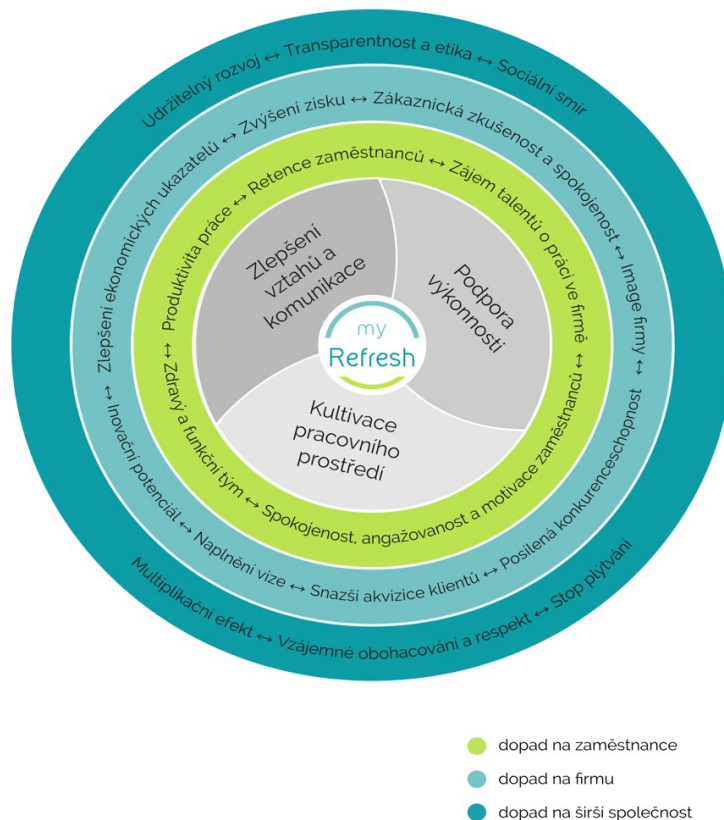 Udržitelný rozvoj ↔ Transparentnost a etika ↔ Sociální smír
Zlepšení ekonomických ukazatelů ↔ Zvýšení zisku ↔ Zákaznická zkušenost a spokojenost ↔ Image firmy ↔
Produktivita práce ↔ Retence zaměstnanců ↔ Zájem talentů o práci ve firmě ↔
Zlepšení
vztahů a
komunikace
Podpora
výkonnosti
my
Refresh
Kultivace
pracovního
prostředí
Zdravý a funkční tým ↔ Spokojenost, angažovanost a motivace zaměstnanců
Inovační potenciál ↔ Naplnění vize ↔ Snazší akvizice klientů ↔ Posílená konkurenceschopnost
Multiplikační efekt ↔ Vzájemné obohacování a respekt ↔ Stop plýtvání
dopad na zaměstnance
dopad na firmu
dopad na širší společnost